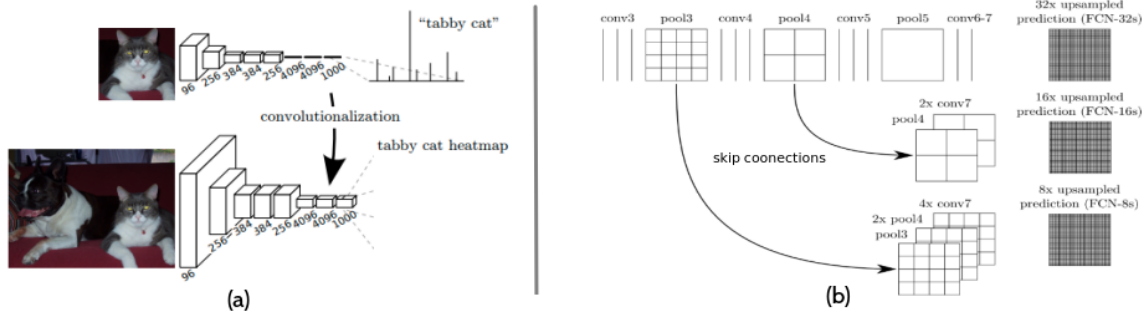 "tabby cat"
96
256
384
384
256
4096
4096
1000
convolutionalization
tabby cat heatmap
96
256
384
384
256
4096
4096
1000
(a)
conv3 pool3 conv4 pool4 conv5 pool5 conv6-7
32x upsampled
prediction (FCN-32s)
2x conv7
pool4
16x upsampled
prediction (FCN-16s)
skip coonections
4x conv7
2x pool4
pool3
8x upsampled
prediction (FCN-8s)
(b)